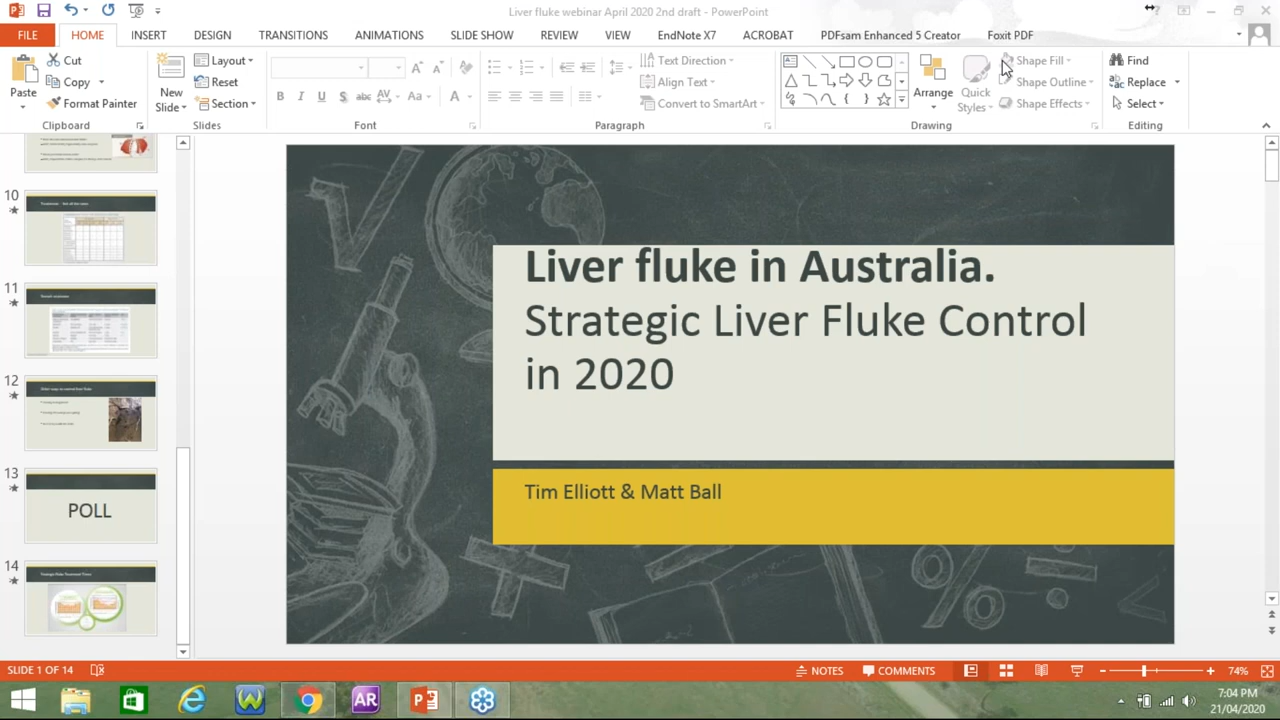 Liver fluke webinar April 2020 2nd draft - PowerPoint
FILE HOME INSERT DESIGN TRANSITIONS ANIMATIONS SLIDE SHOW REVIEW VIEW EndNote X7 ACROBAT PDFsam Enhanced 5 Creator Foxit PDF
Paste
Cut
Copy
Format Painter
Clipboard
New
Slide
Layout
Reset
Section
Slides
B I U S abc AV Aa A
Font
Text Direction
Align Text
Convert to SmartArt
Paragraph
Arrange
Quick
Styles
Shape Fill
Shape Outline
Shape Effects
Drawing
Find
Replace
Select
Editing
10
11
12
13
POLL
14
Liver fluke in Australia.
Strategic Liver Fluke Control
in 2020
Tim Elliott & Matt Ball
SLIDE 1 OF 14
NOTES COMMENTS 74%
AR
7:04 PM
21/04/2020